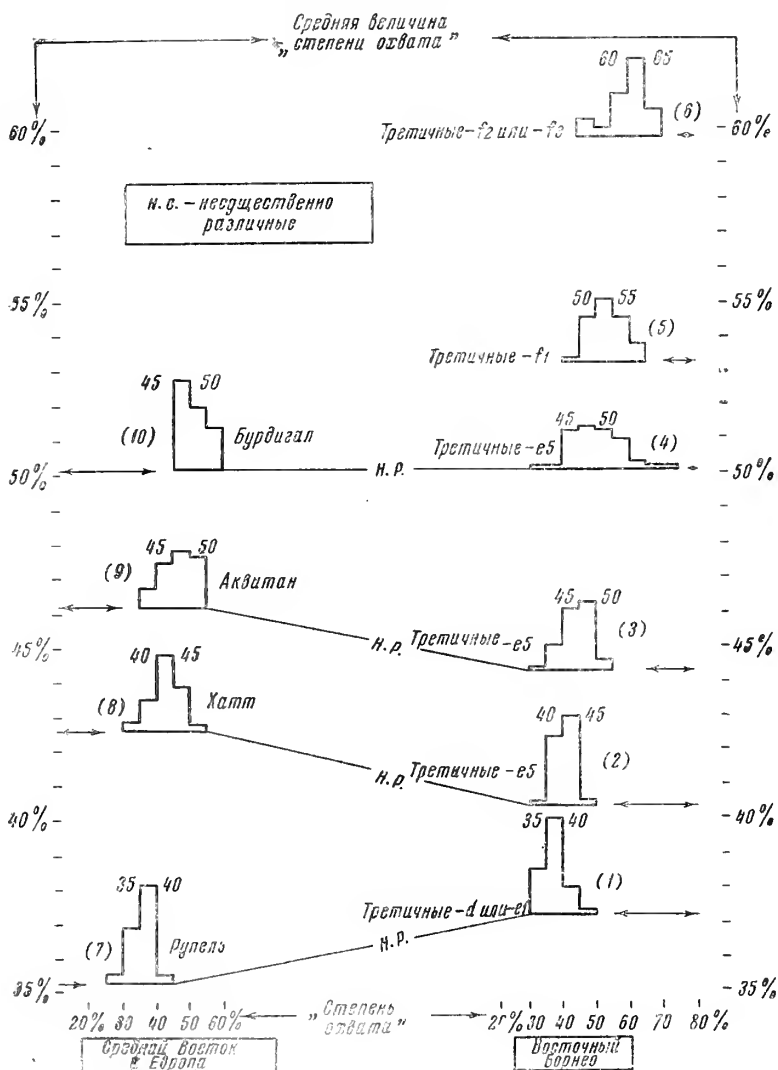 Средняя величина
„ степени охвата ”
60 65
(6)
Третичные-f2 или-f3
60% 60%
н.с. – несущественно
различные
55% 55%
50 55
(5)
Третичные-f1
45 50
(10) Бурдигал
45 50
Третичные-e5 (4)
Н.Р.
50% 50%
45 50
(9) Аквитан
45 50
Н.Р. Третичные-e5 (3)
45% 45%
40 45
(8) Хатт
40 45
Н.Р. Третичные-e5 (2)
40% 40%
35 40
(1)
Третичные-d или-e1
Н.Р.
35 40
(7) Рупель
35% 35%
20% 30 40 50 60% „Степень охвата” 20% 30 40 50 60 70 80%
Средний Восток
и Европа
Восточный
Борнео